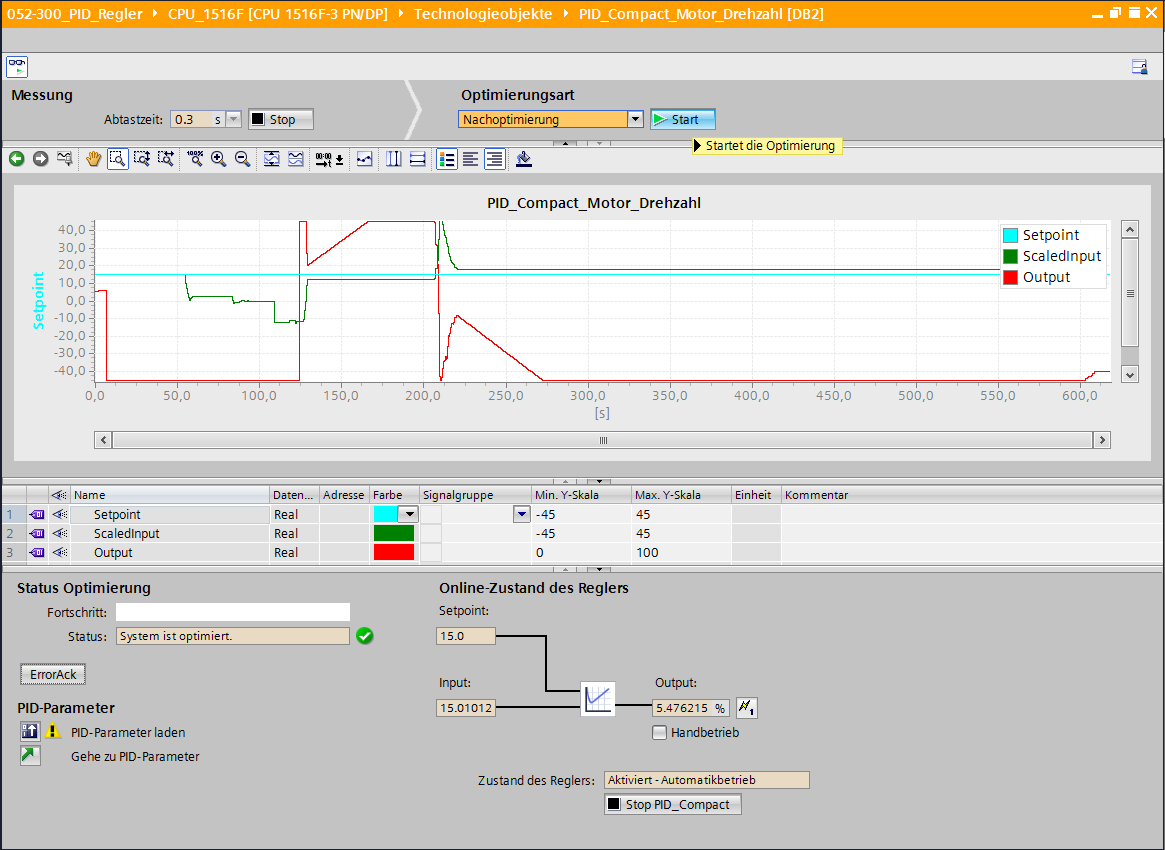 052-300_PID_Regler CPU_1516F [CPU 1516F-3 PN/DP] Technologieobjekte PID_Compact_Motor_Drehzahl [DB2]
Messung
Optimierungsart
Abtastzeit: 0.3 s Stop
Nachoptimierung Start
Startet die Optimierung
100%
00:00
PID_Compact_Motor_Drehzahl
Setpoint
40,0
30,0
20,0
10,0
0,0
-10,0
-20,0
-30,0
-40,0
Setpoint
ScaledInput
Output
0,0 50,0 100,0 150,0 200,0 250,0 300,0 350,0 400,0 450,0 500,0 550,0 600,0
[s]
Name Daten... Adresse Farbe Signalgruppe Min. Y-Skala Max. Y-Skala Einheit Kommentar
1 Setpoint Real -45 45
2 ScaledInput Real -45 45
3 Output Real 0 100
Status Optimierung
Fortschritt:
Status: System ist optimiert.
ErrorAck
PID-Parameter
PID-Parameter laden
Gehe zu PID-Parameter
Online-Zustand des Reglers
Setpoint:
15.0
Input:
15.01012
Output:
5.476215 %
Handbetrieb
Zustand des Reglers: Aktiviert - Automatikbetrieb
Stop PID_Compact